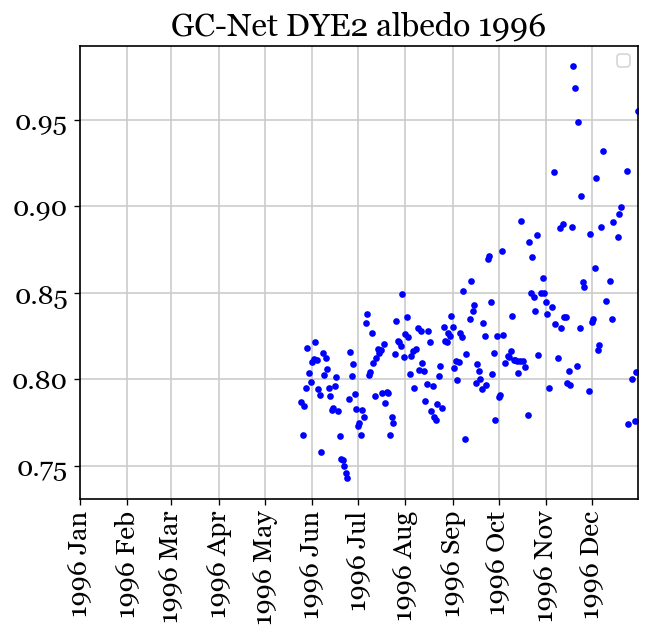 GC-Net DYE2 albedo 1996
0.95
0.90
0.85
0.80
0.75
1996 Jan
1996 Feb
1996 Mar
1996 Apr
1996 May
1996 Jun
1996 Jul
1996 Aug
1996 Sep
1996 Oct
1996 Nov
1996 Dec